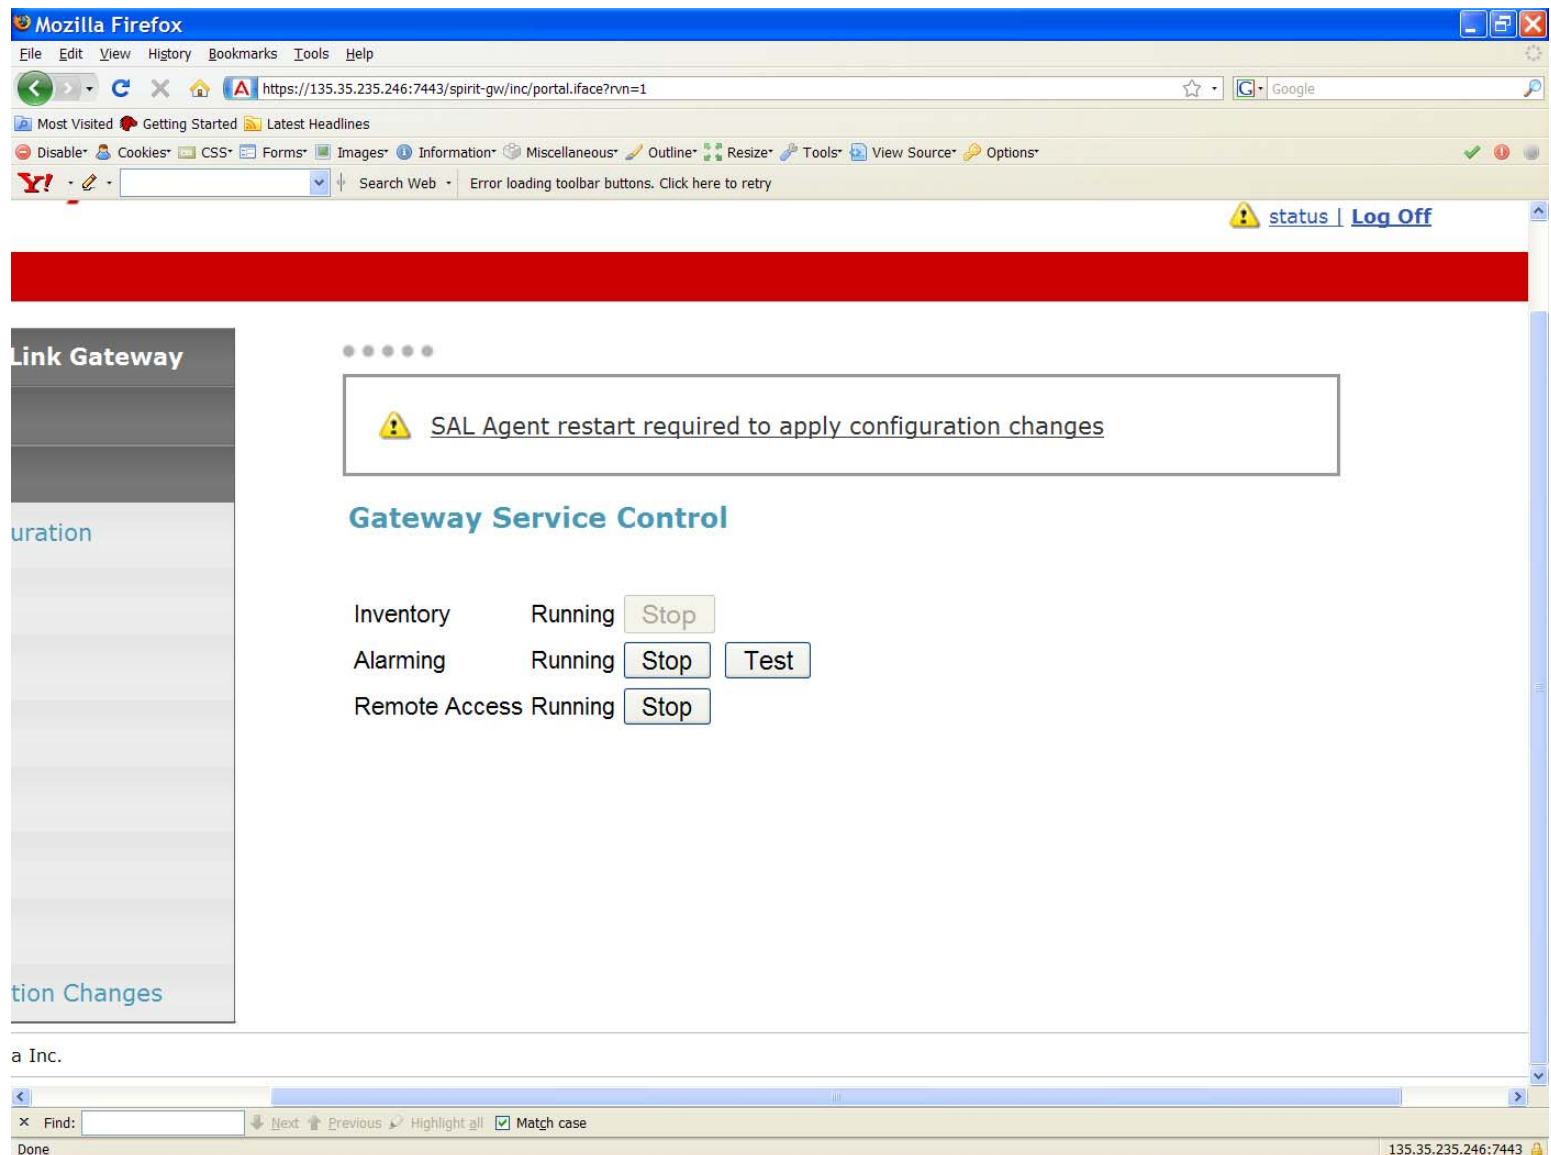 Mozilla Firefox
File Edit View History Bookmarks Tools Help
https://135.35.235.246:7443/spirit-gw/inc/portal.iface?rvn=1 Google
Most Visited Getting Started Latest Headlines
Disable Cookies CSS Forms Images Information Miscellaneous Outline Resize Tools View Source Options
Y! Search Web Error loading toolbar buttons. Click here to retry
status | Log Off
Link Gateway
SAL Agent restart required to apply configuration changes
Gateway Service Control
uration
Inventory Running Stop
Alarming Running Stop Test
Remote Access Running Stop
tion Changes
a Inc.
× Find: Next Previous Highlight all Match case
Done 135.35.235.246:7443